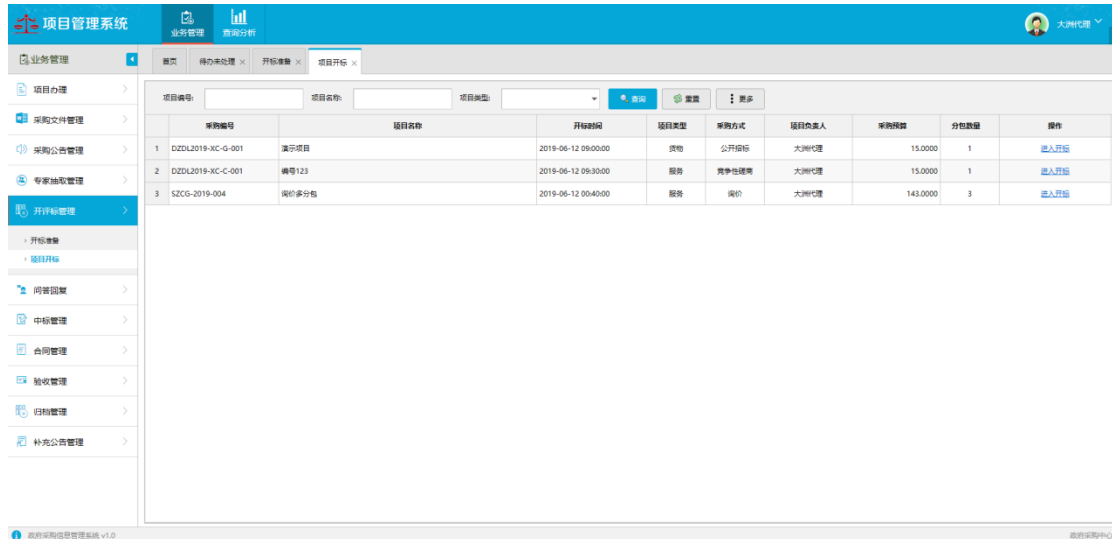 项目管理系统
业务管理
查询分析
大洲代理
业务管理
首页 待办未处理 × 开标准备 × 项目开标 ×
项目办理
采购文件管理
采购公告管理
专家抽取管理
开评标管理
开标准备
项目开标
问答回复
中标管理
合同管理
验收管理
归档管理
补充公告管理
项目编号: 项目名称: 项目类型: 查询 重置 更多
采购编号 项目名称 开标时间 项目类型 采购方式 项目负责人 采购预算 分包数量 操作
1 DZDL2019-XC-G-001 演示项目 2019-06-12 09:00:00 货物 公开招标 大洲代理 15.0000 1 进入开标
2 DZDL2019-XC-C-001 编号123 2019-06-12 09:30:00 服务 竞争性磋商 大洲代理 15.0000 1 进入开标
3 SZCG-2019-004 询价多分包 2019-06-12 00:40:00 服务 询价 大洲代理 143.0000 3 进入开标
政府采购信息管理系统 v1.0
政府采购中心